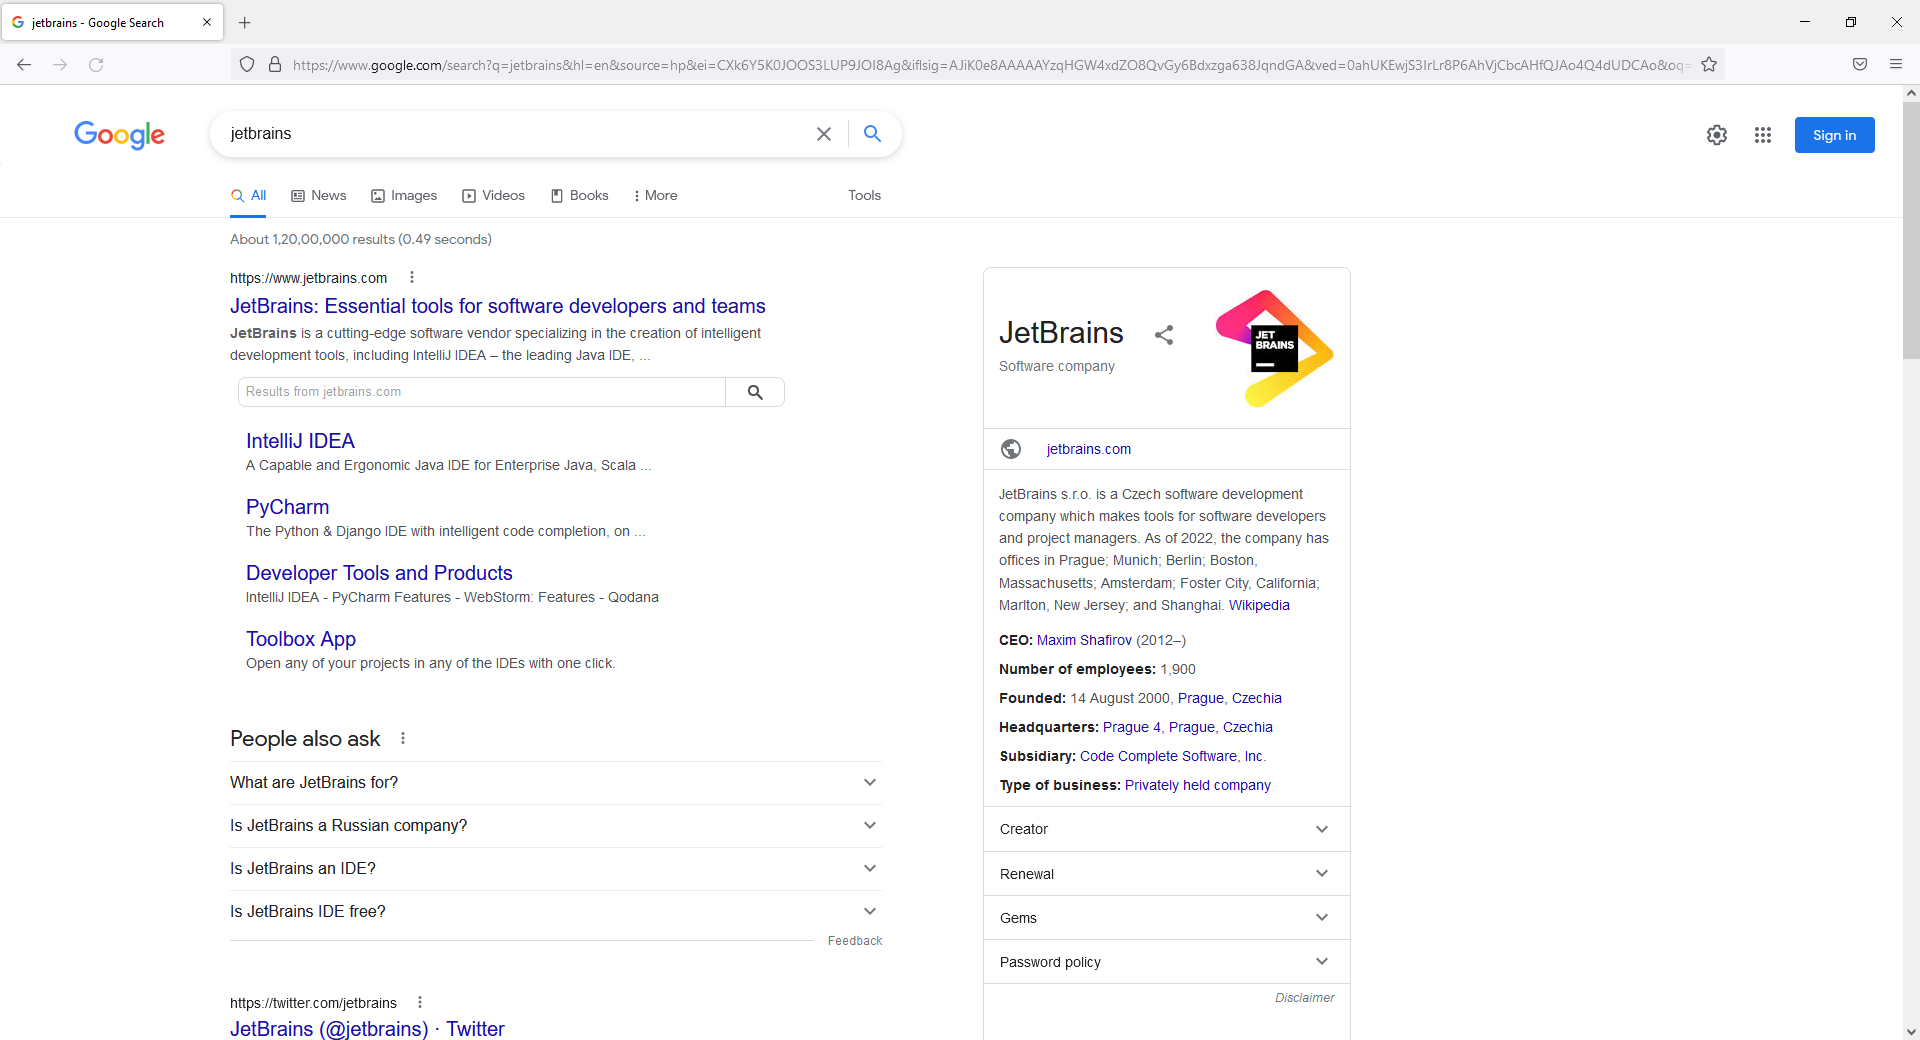 jetbrains - Google Search
https://www.google.com/search?q=jetbrains&hl=en&source=hp&ei=CXk6Y5K0JOOS3LUP9JOI8Ag&iflsig=AJiK0e8AAAAAYzqHGW4xdZO8QvGy6Bdxzga638JqndGA&ved=0ahUKEwjS3IrLr8P6AhVjCbcAHfQJAo4Q4dUDCAo&oq=
Google
jetbrains
Sign in
All
News
Images
Videos
Books
More
Tools
About 1,20,00,000 results (0.49 seconds)
https://www.jetbrains.com
JetBrains: Essential tools for software developers and teams
JetBrains is a cutting-edge software vendor specializing in the creation of intelligent
development tools, including IntelliJ IDEA – the leading Java IDE, ...
Results from jetbrains.com
IntelliJ IDEA
A Capable and Ergonomic Java IDE for Enterprise Java, Scala ...
PyCharm
The Python & Django IDE with intelligent code completion, on ...
Developer Tools and Products
IntelliJ IDEA - PyCharm Features - WebStorm: Features - Qodana
Toolbox App
Open any of your projects in any of the IDEs with one click.
People also ask
What are JetBrains for?
Is JetBrains a Russian company?
Is JetBrains an IDE?
Is JetBrains IDE free?
Feedback
https://twitter.com/jetbrains
JetBrains (@jetbrains) · Twitter
JetBrains
Software company
JET
BRAINS
jetbrains.com
JetBrains s.r.o. is a Czech software development
company which makes tools for software developers
and project managers. As of 2022, the company has
offices in Prague; Munich; Berlin; Boston,
Massachusetts; Amsterdam; Foster City, California;
Marlton, New Jersey; and Shanghai. Wikipedia
CEO: Maxim Shafirov (2012–)
Number of employees: 1,900
Founded: 14 August 2000, Prague, Czechia
Headquarters: Prague 4, Prague, Czechia
Subsidiary: Code Complete Software, Inc.
Type of business: Privately held company
Creator
Renewal
Gems
Password policy
Disclaimer